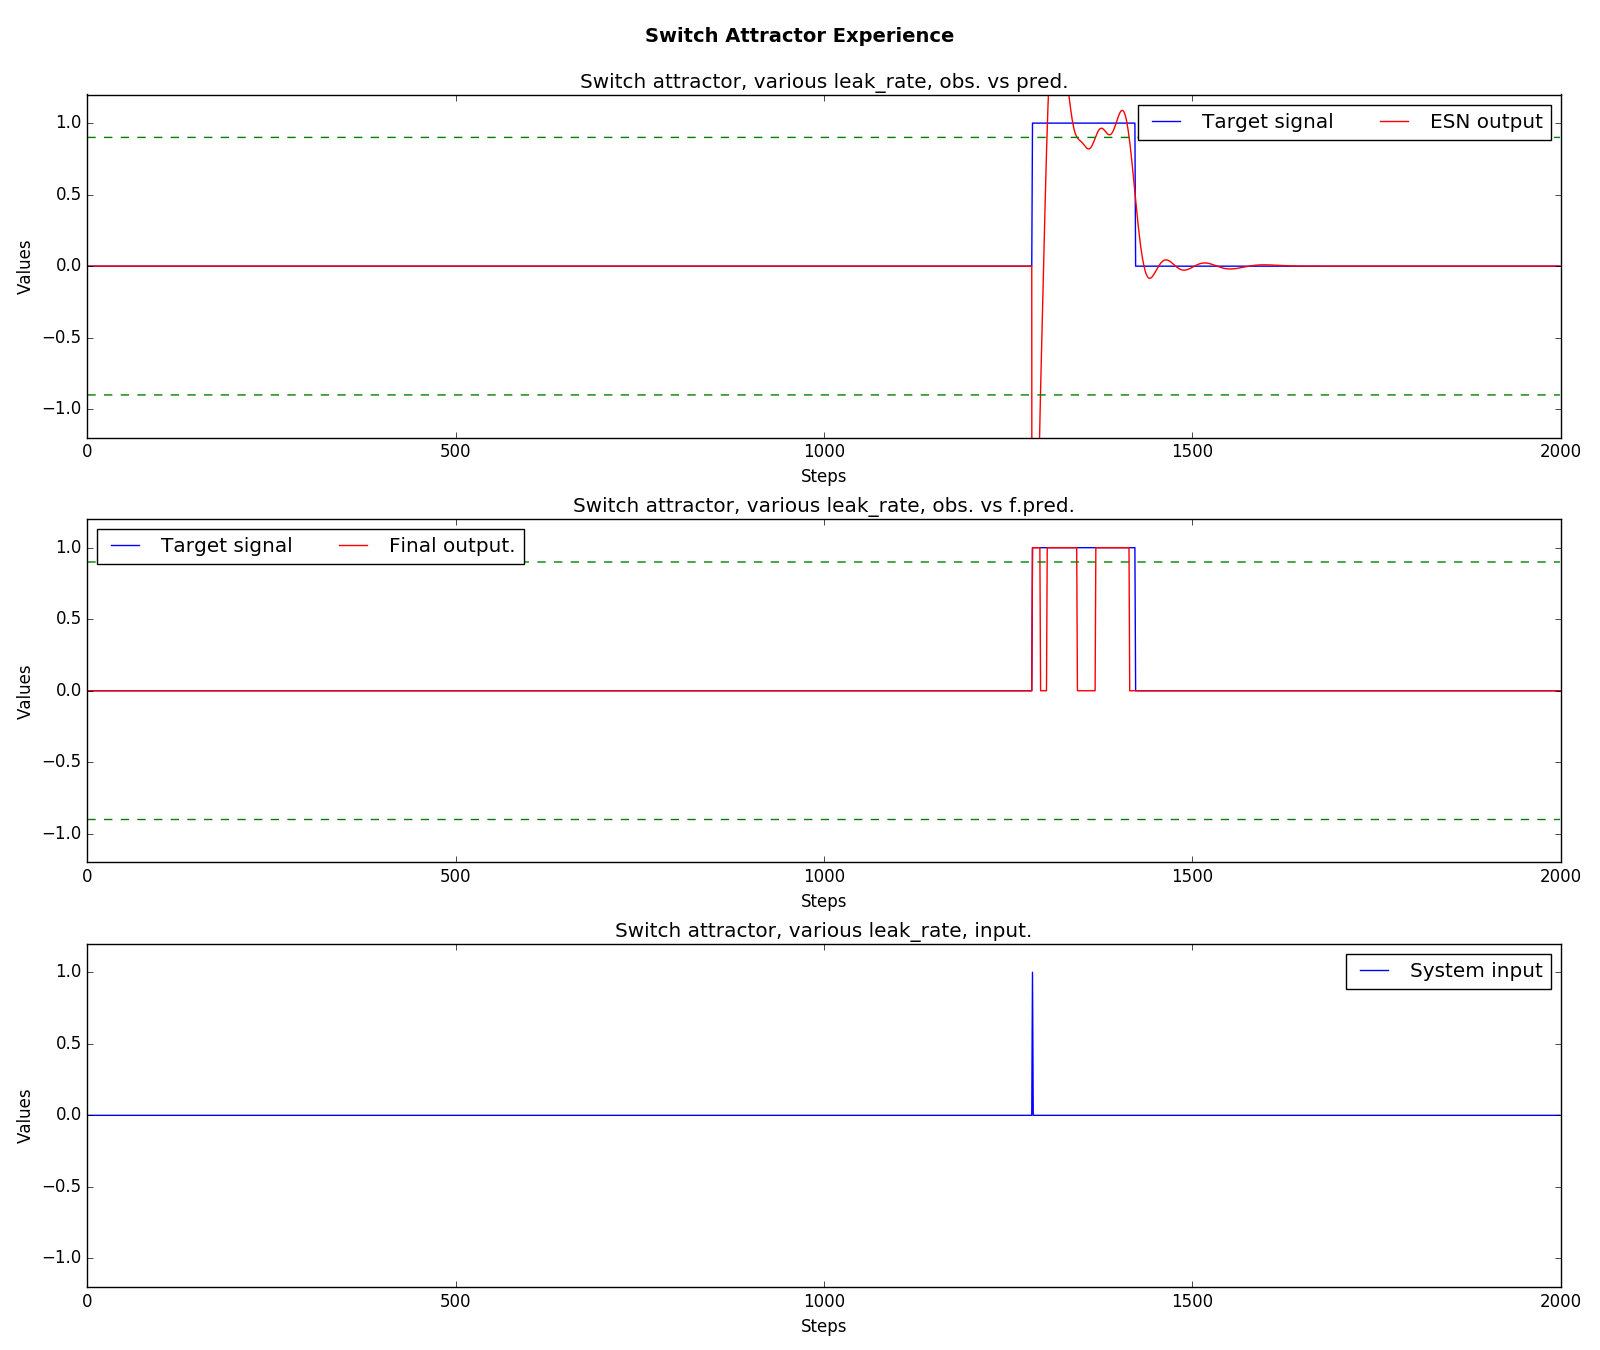 Switch Attractor Experience
Switch attractor, various leak_rate, obs. vs pred.
Target signal ESN output
1.0
0.5
0.0
−0.5
−1.0
Values
0 500 1000 1500 2000
Steps
Switch attractor, various leak_rate, obs. vs f.pred.
Target signal Final output.
1.0
0.5
0.0
−0.5
−1.0
Values
0 500 1000 1500 2000
Steps
Switch attractor, various leak_rate, input.
System input
1.0
0.5
0.0
−0.5
−1.0
Values
0 500 1000 1500 2000
Steps